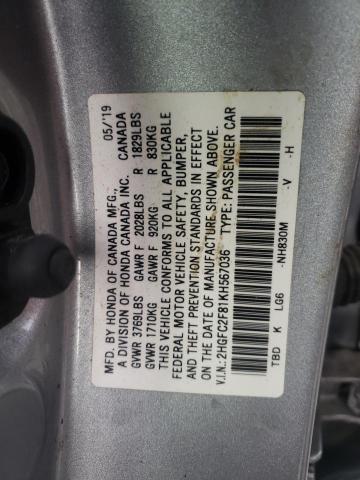 MFD. BY HONDA OF CANADA MFG., 05/'19
A DIVISION OF HONDA CANADA INC. CANADA
GVWR 3769LBS GAWR F 2028LBS R 1829LBS
GVWR 1710KG GAWR F 920KG R 830KG
THIS VEHICLE CONFORMS TO ALL APPLICABLE
FEDERAL MOTOR VEHICLE SAFETY, BUMPER,
AND THEFT PREVENTION STANDARDS IN EFFECT
ON THE DATE OF MANUFACTURE SHOWN ABOVE.
V.I.N.: 2HGFC2F81KH567036 TYPE: PASSENGER CAR
TBD K LG6 -NH830M -V -H